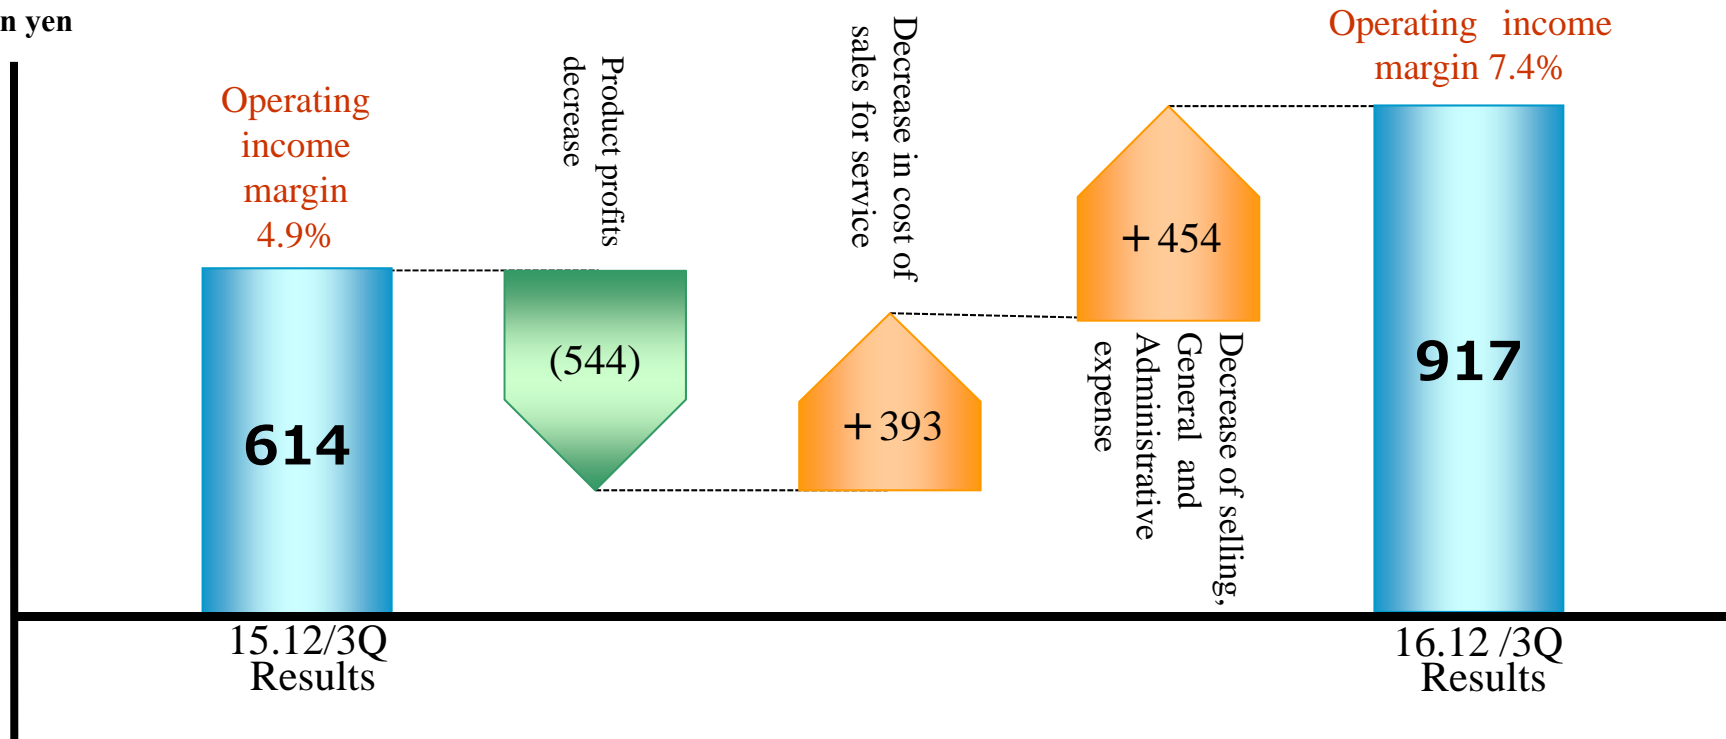 n yen
Operating
income
margin
4.9%
Product profits
decrease
Decrease in cost of
sales for service
Operating income
margin 7.4%
614
(544)
+393
+454
Decrease of selling,
General and
Administrative
expense
917
15.12/3Q
Results
16.12 /3Q
Results